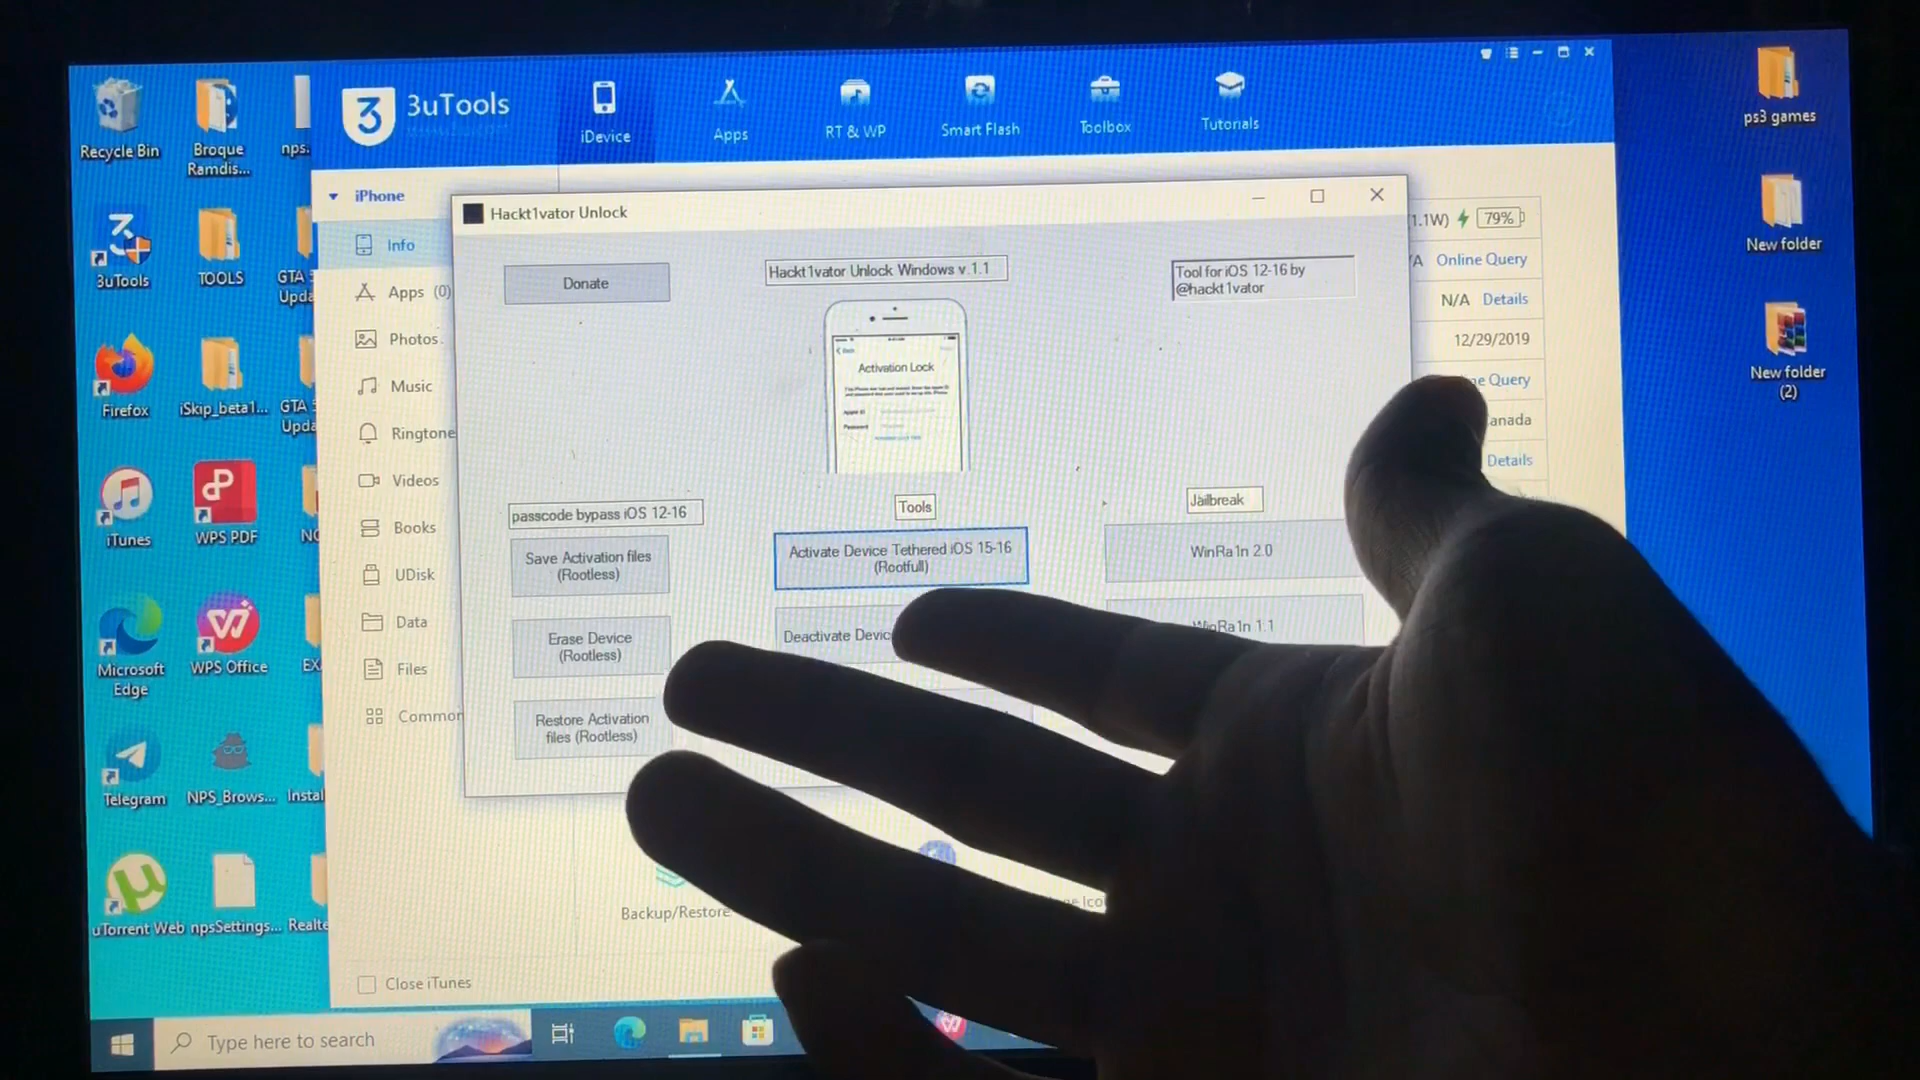 3uTools
iDevice
Apps
RT & WP
Smart Flash
Toolbox
Tutorials
Recycle Bin
Broque
Ramdis...
nps.
3uTools
TOOLS
GTA
Upda
Firefox
iSkip_beta1...
GTA
Upda
iTunes
WPS PDF
Microsoft
Edge
WPS Office
EX
Telegram
NPS_Brows...
Instal
uTorrent Web
npsSettings...
Realte
iPhone
Info
Apps (0)
Photos
Music
Ringtone
Videos
Books
UDisk
Data
Files
Common
Hackt1vator Unlock
Donate
Hackt1vator Unlock Windows v.1.1
Tool for iOS 12-16 by
@hackt1vator
Activation Lock
passcode bypass iOS 12-16
Tools
Jailbreak
Save Activation files
(Rootless)
Activate Device Tethered iOS 15-16
(Rootfull)
WinRa1n 2.0
Erase Device
(Rootless)
Deactivate Devic
WinRa1n 1.1
Restore Activation
files (Rootless)
1.1W)
79%
Online Query
N/A Details
12/29/2019
Query
anada
Details
Backup/Restore
Close iTunes
Type here to search
ps3 games
New folder
New folder
(2)